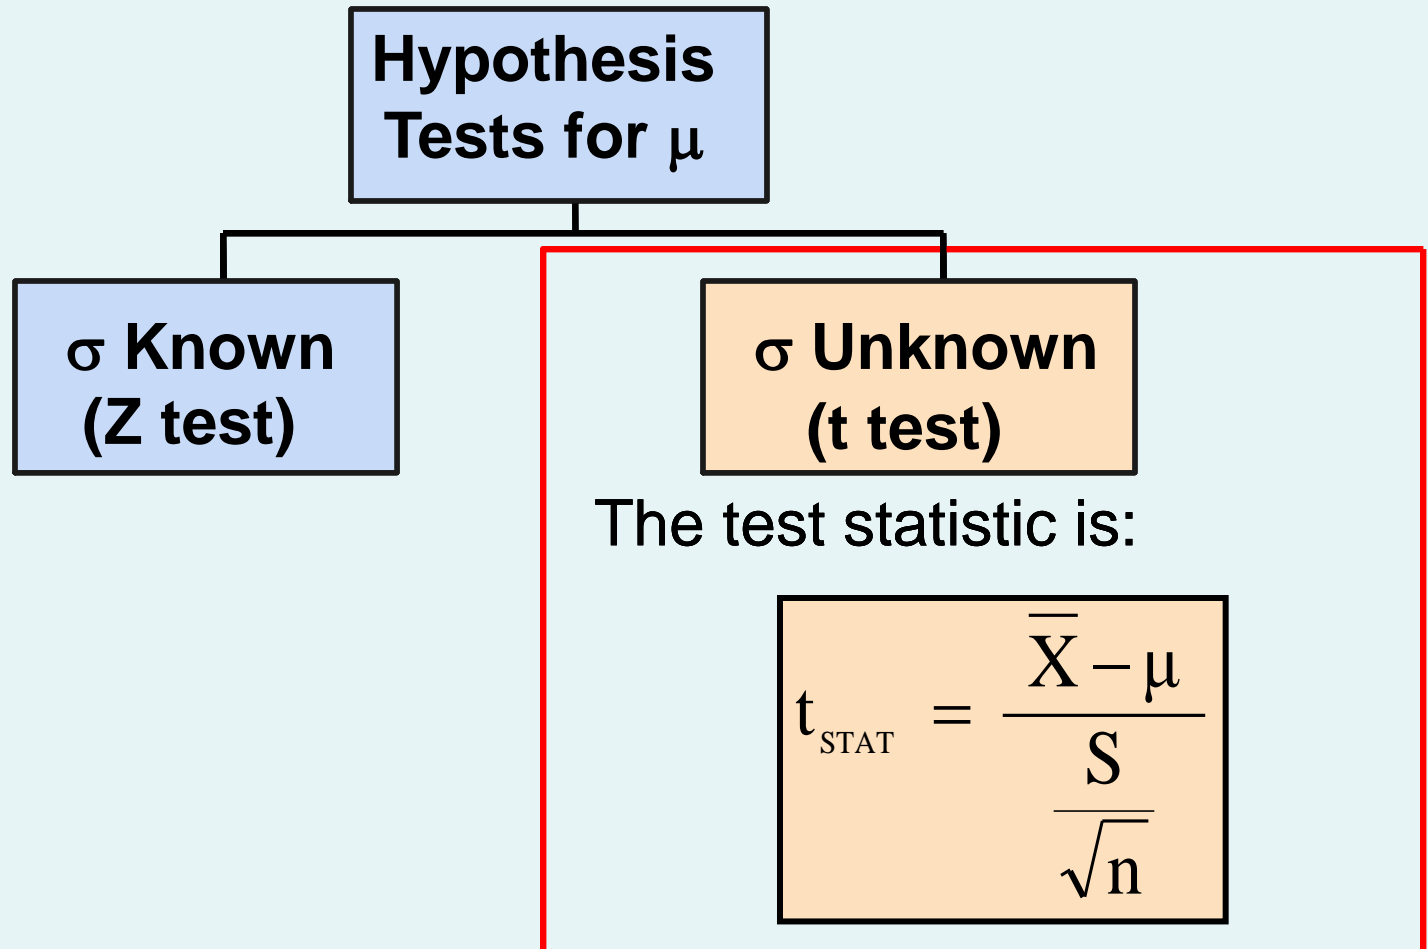 Hypothesis
Tests for μ
σ Known
(Z test)
σ Unknown
(t test)
The test statistic is:
t_STAT = (X̅ − μ) / (S / √n)